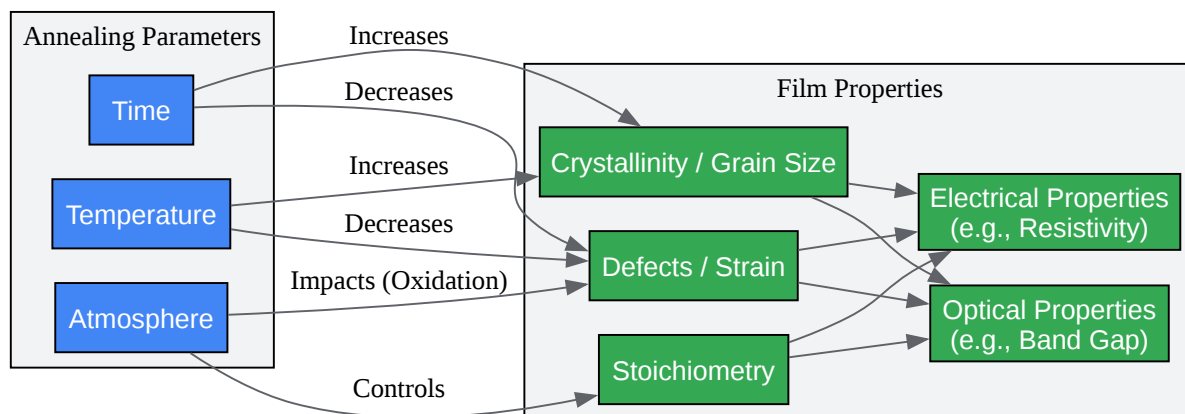 Annealing Parameters
Time
Temperature
Atmosphere
Increases
Decreases
Increases
Decreases
Impacts (Oxidation)
Controls
Film Properties
Crystallinity / Grain Size
Defects / Strain
Stoichiometry
Electrical Properties
(e.g., Resistivity)
Optical Properties
(e.g., Band Gap)